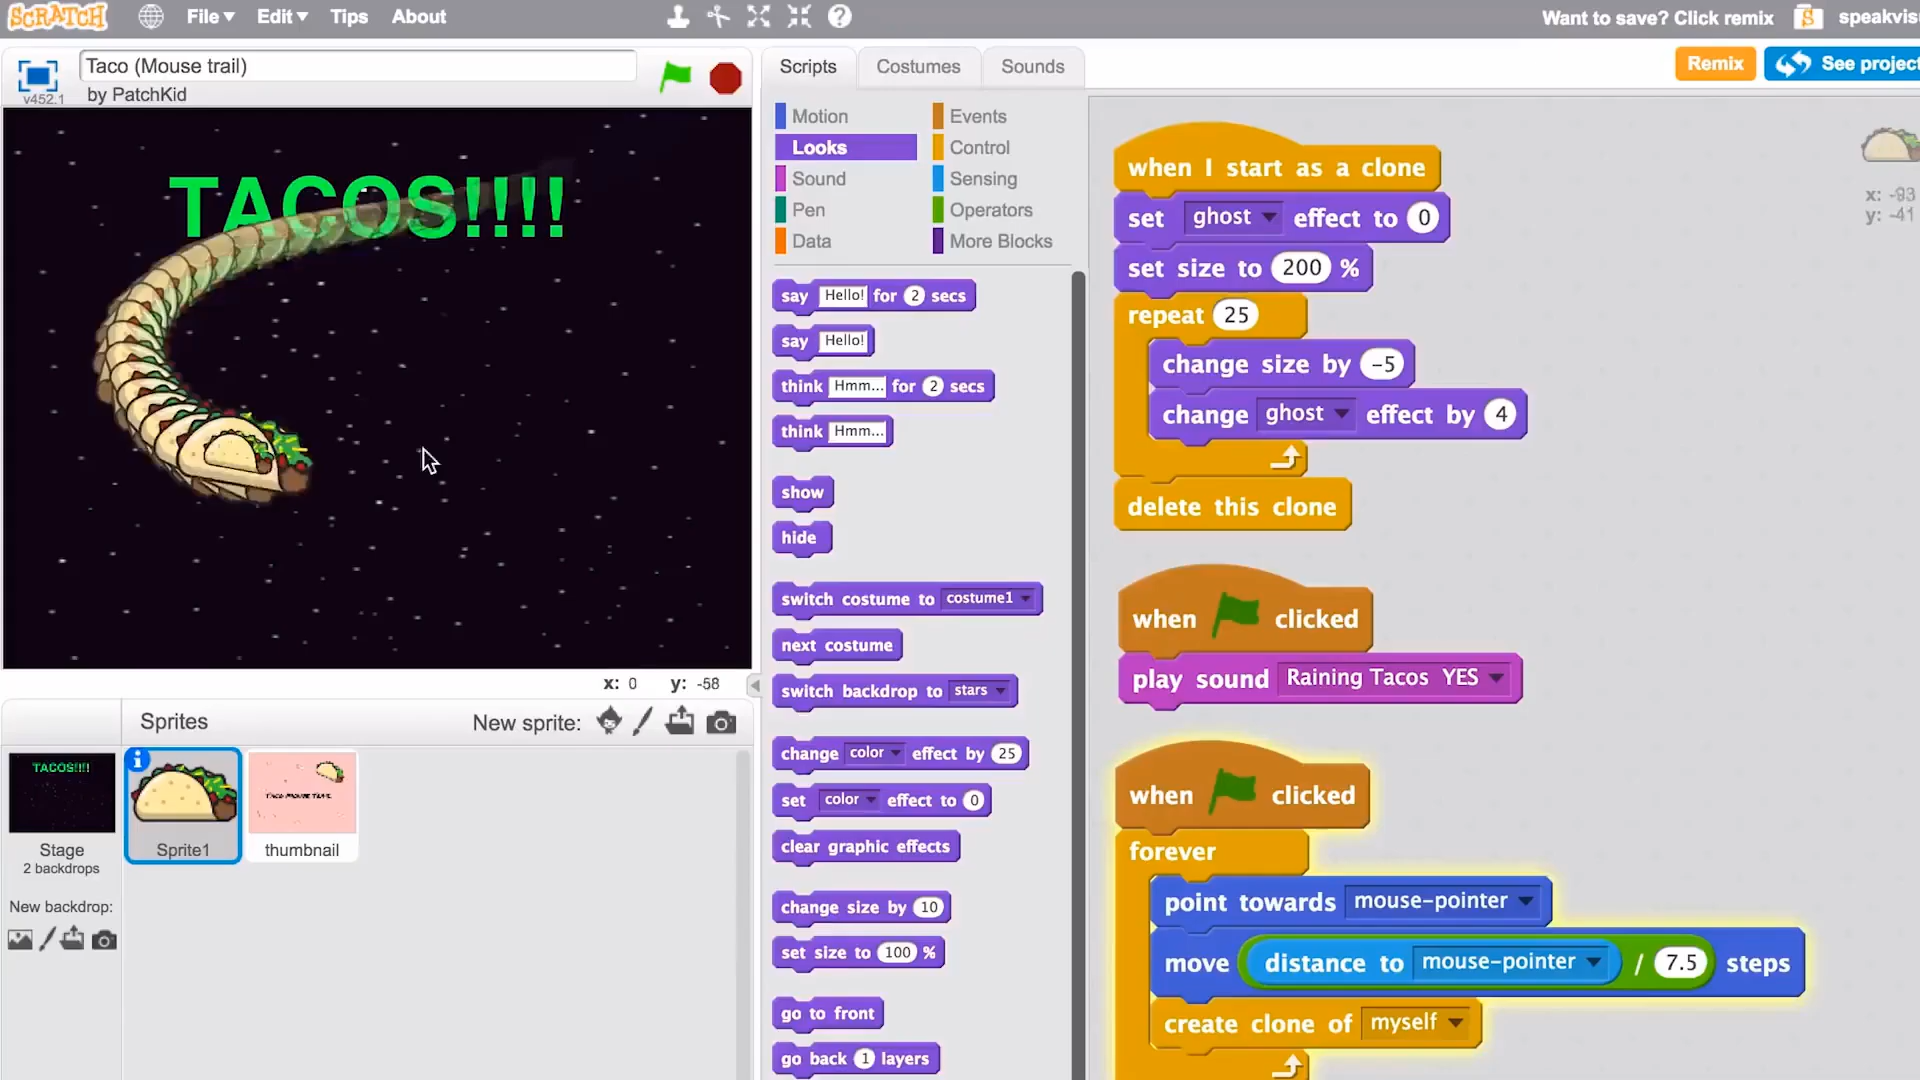 SCRATCH File Edit Tips About Want to save? Click remix speakvis
Taco (Mouse trail)
by PatchKid
v452.1
Scripts Costumes Sounds Remix See project
TACOS!!!!
x: 0 y: -58
Sprites New sprite:
TACOS!!!!
Stage
2 backdrops
New backdrop:
Sprite1
TACO MOUSE TRAIL
thumbnail
Motion Events
Looks Control
Sound Sensing
Pen Operators
Data More Blocks
say Hello! for 2 secs
say Hello!
think Hmm... for 2 secs
think Hmm...
show
hide
switch costume to costume1
next costume
switch backdrop to stars
change color effect by 25
set color effect to 0
clear graphic effects
change size by 10
set size to 100 %
go to front
go back 1 layers
when I start as a clone
set ghost effect to 0
set size to 200 %
repeat 25
change size by -5
change ghost effect by 4
delete this clone
when clicked
play sound Raining Tacos YES
when clicked
forever
point towards mouse-pointer
move distance to mouse-pointer / 7.5 steps
create clone of myself
x: -93
y: -41